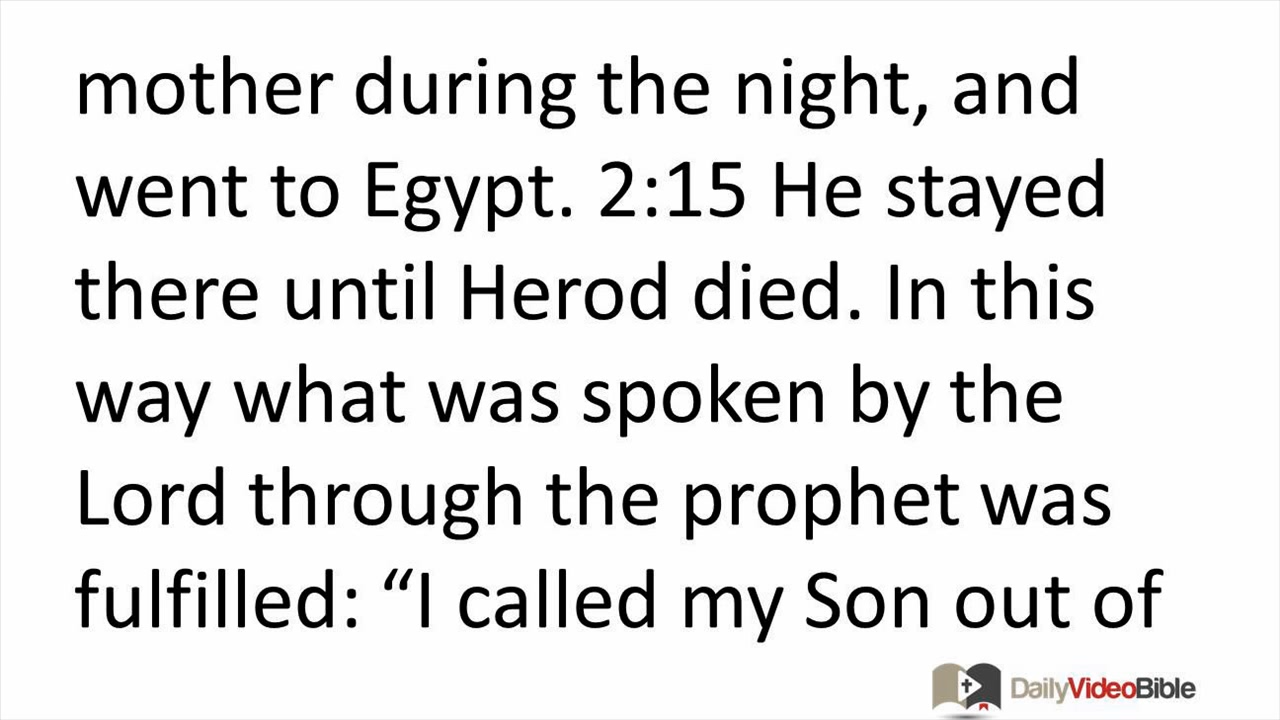 mother during the night, and
went to Egypt. 2:15 He stayed
there until Herod died. In this
way what was spoken by the
Lord through the prophet was
fulfilled: “I called my Son out of
DailyVideoBible